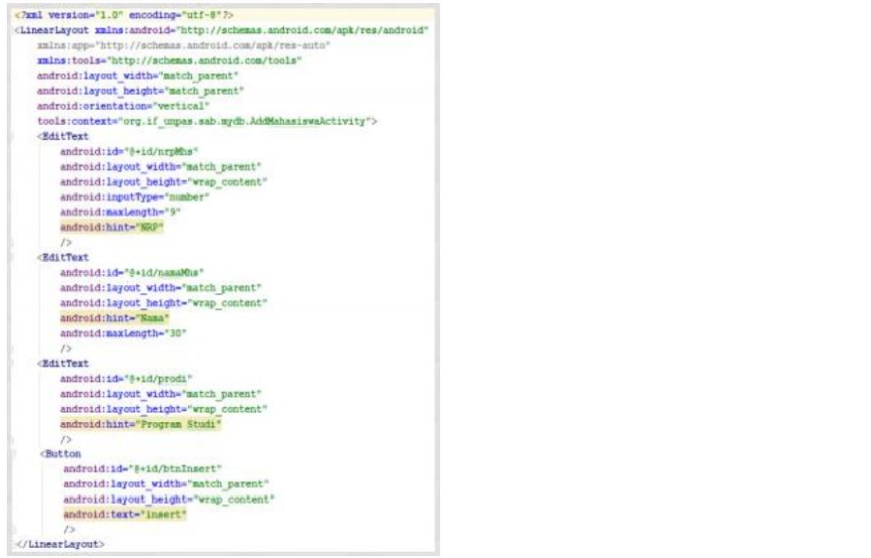 <?xml version="1.0" encoding="utf-8"?>
<LinearLayout xmlns:android="http://schemas.android.com/apk/res/android"
xmlns:app="http://schemas.android.com/apk/res-auto"
xmlns:tools="http://schemas.android.com/tools"
android:layout_width="match_parent"
android:layout_height="match_parent"
android:orientation="vertical"
tools:context="org.if_unpas.sab.mydb.AddMahasiswaActivity">
<EditText
android:id="@+id/nrpMhs"
android:layout_width="match_parent"
android:layout_height="wrap_content"
android:inputType="number"
android:maxLength="9"
android:hint="NRP"
/>
<EditText
android:id="@+id/namaMhs"
android:layout_width="match_parent"
android:layout_height="wrap_content"
android:hint="Nama"
android:maxLength="30"
/>
<EditText
android:id="@+id/prodi"
android:layout_width="match_parent"
android:layout_height="wrap_content"
android:hint="Program Studi"
/>
<Button
android:id="@+id/btnInsert"
android:layout_width="match_parent"
android:layout_height="wrap_content"
android:text="insert"
/>
</LinearLayout>